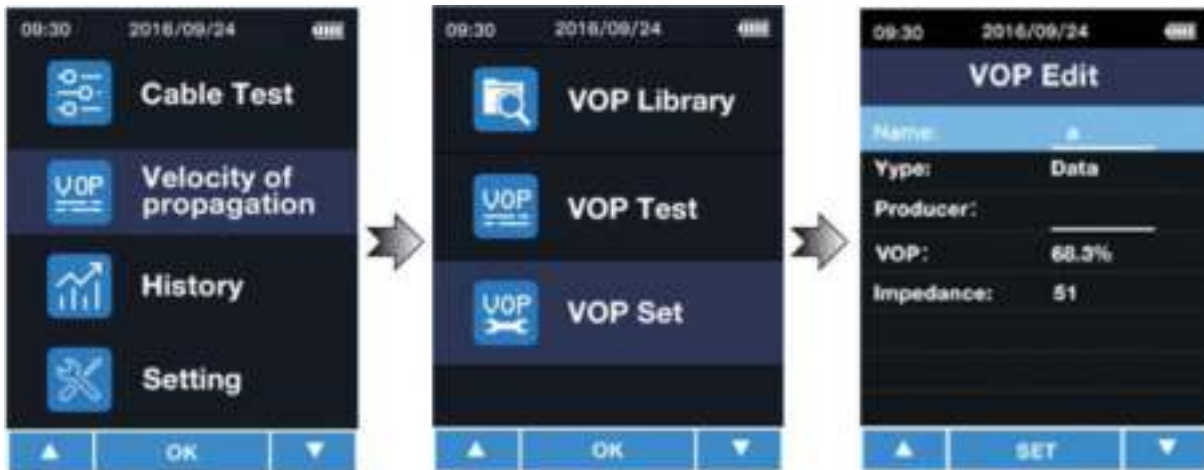 09:30 2016/09/24
Cable Test
VOP
Velocity of
propagation
History
Setting
▲ OK ▼
09:30 2016/09/24
VOP Library
VOP
VOP Test
VOP
VOP Set
▲ OK ▼
09:30 2016/09/24
VOP Edit
Name: a
Yype: Data
Producer:
VOP: 68.3%
Impedance: 51
▲ SET ▼